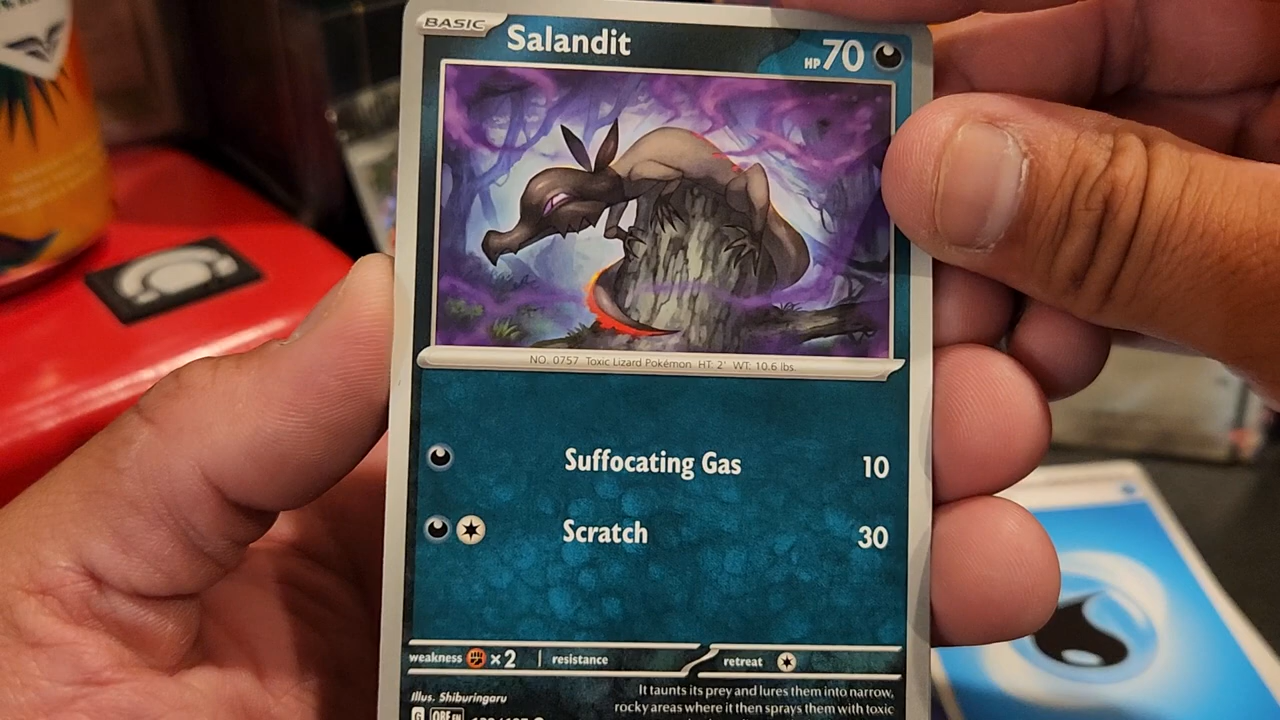 BASIC
Salandit
HP 70
NO. 0757 Toxic Lizard Pokémon HT: 2' WT: 10.6 lbs.
Suffocating Gas 10
Scratch 30
weakness ×2 resistance retreat
Illus. Shiburingaru
It taunts its prey and lures them into narrow,
rocky areas where it then sprays them with toxic
G OBF EN